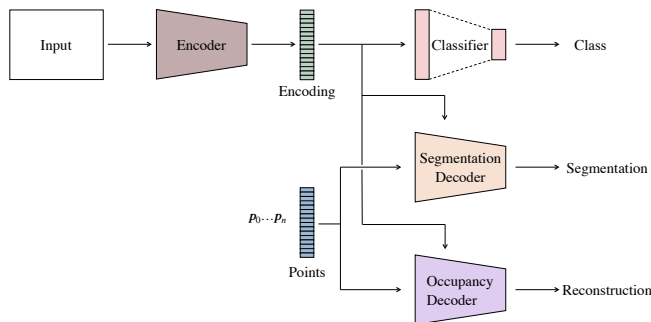 Input
Encoder
Encoding
Classifier
Class
Segmentation
Decoder
Segmentation
p₀…pₙ
Points
Occupancy
Decoder
Reconstruction